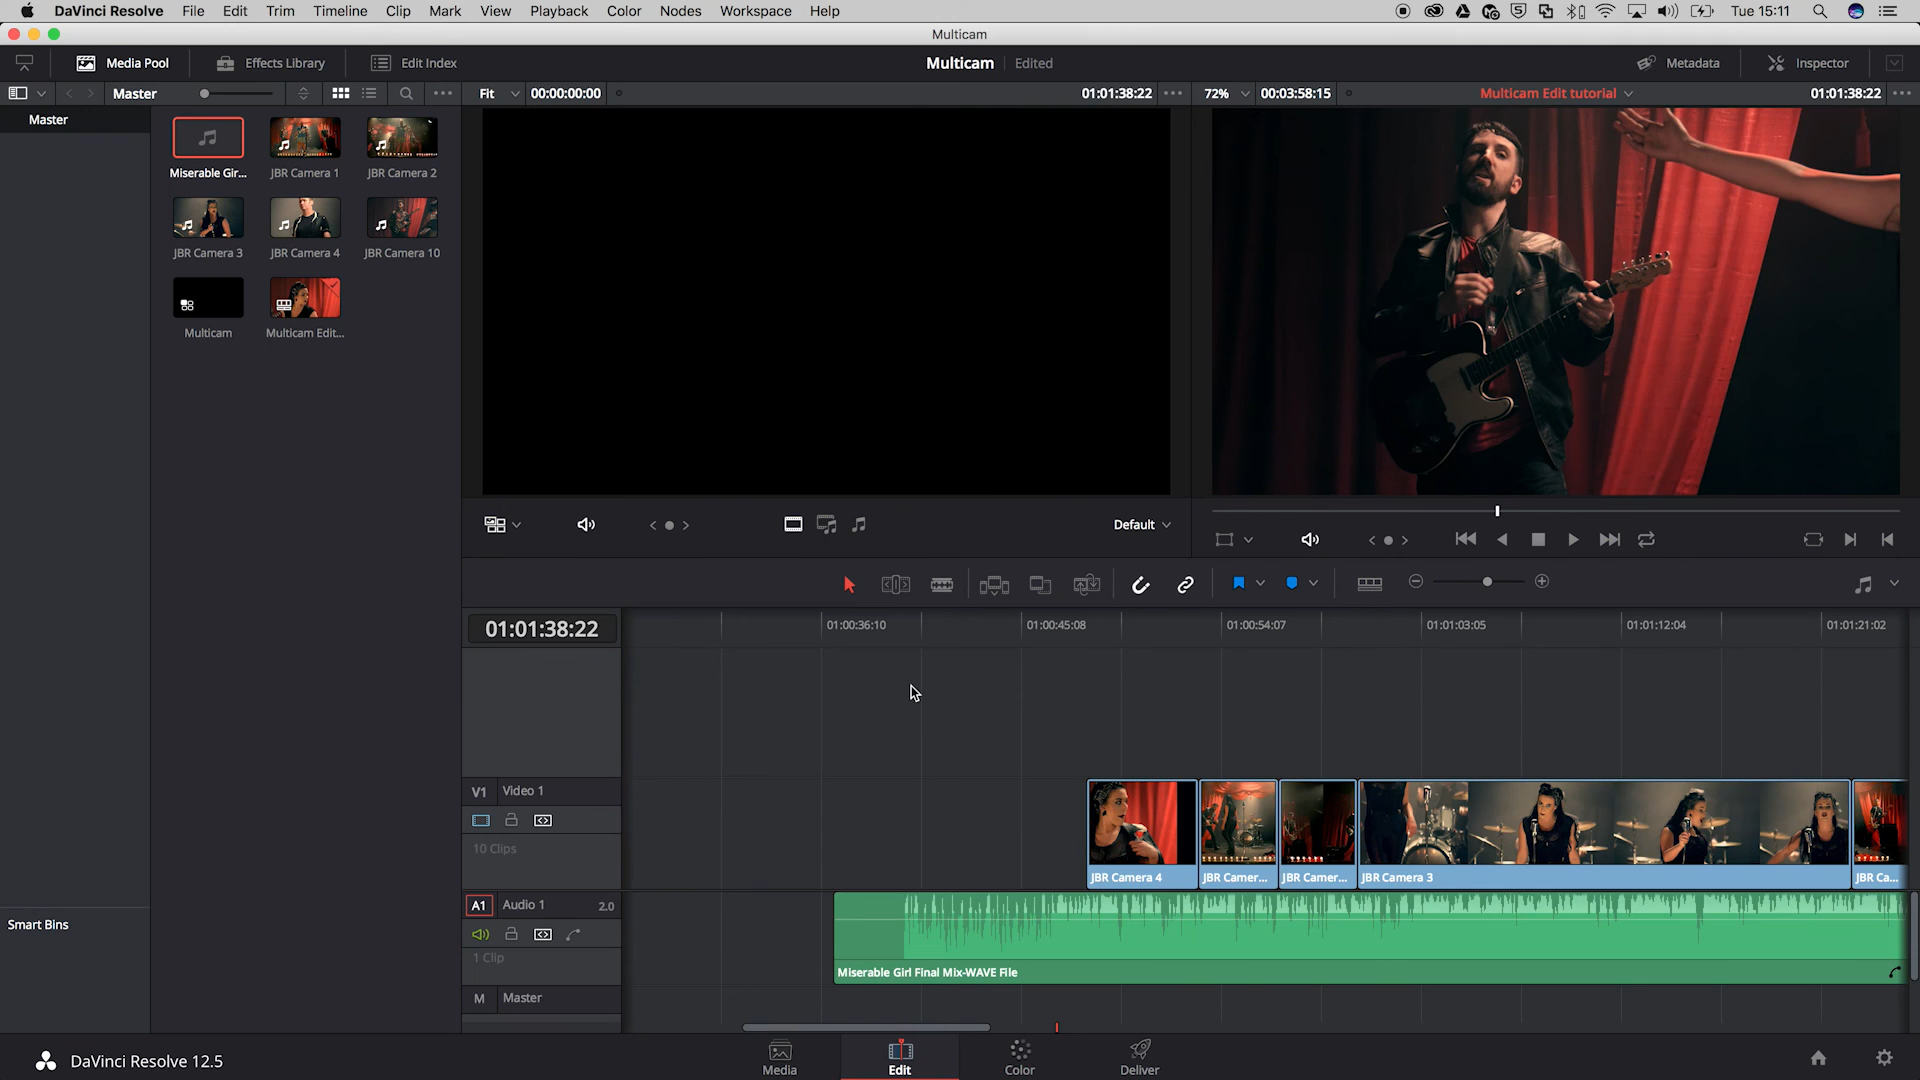 DaVinci Resolve File Edit Trim Timeline Clip Mark View Playback Color Nodes Workspace Help Tue 15:11
Multicam
Media Pool Effects Library Edit Index Multicam Edited Metadata Inspector
Master Fit 00:00:00:00 01:01:38:22 72% 00:03:58:15 Multicam Edit tutorial 01:01:38:22
Master
Miserable Gir... JBR Camera 1 JBR Camera 2
JBR Camera 3 JBR Camera 4 JBR Camera 10
Multicam Multicam Edit...
Default
01:01:38:22 01:00:36:10 01:00:45:08 01:00:54:07 01:01:03:05 01:01:12:04 01:01:21:02
V1 Video 1
10 Clips
JBR Camera 4 JBR Camer... JBR Camer... JBR Camera 3 JBR Ca...
A1 Audio 1 2.0
1 Clip
Miserable Girl Final Mix-WAVE File
M Master
Smart Bins
DaVinci Resolve 12.5 Media Edit Color Deliver